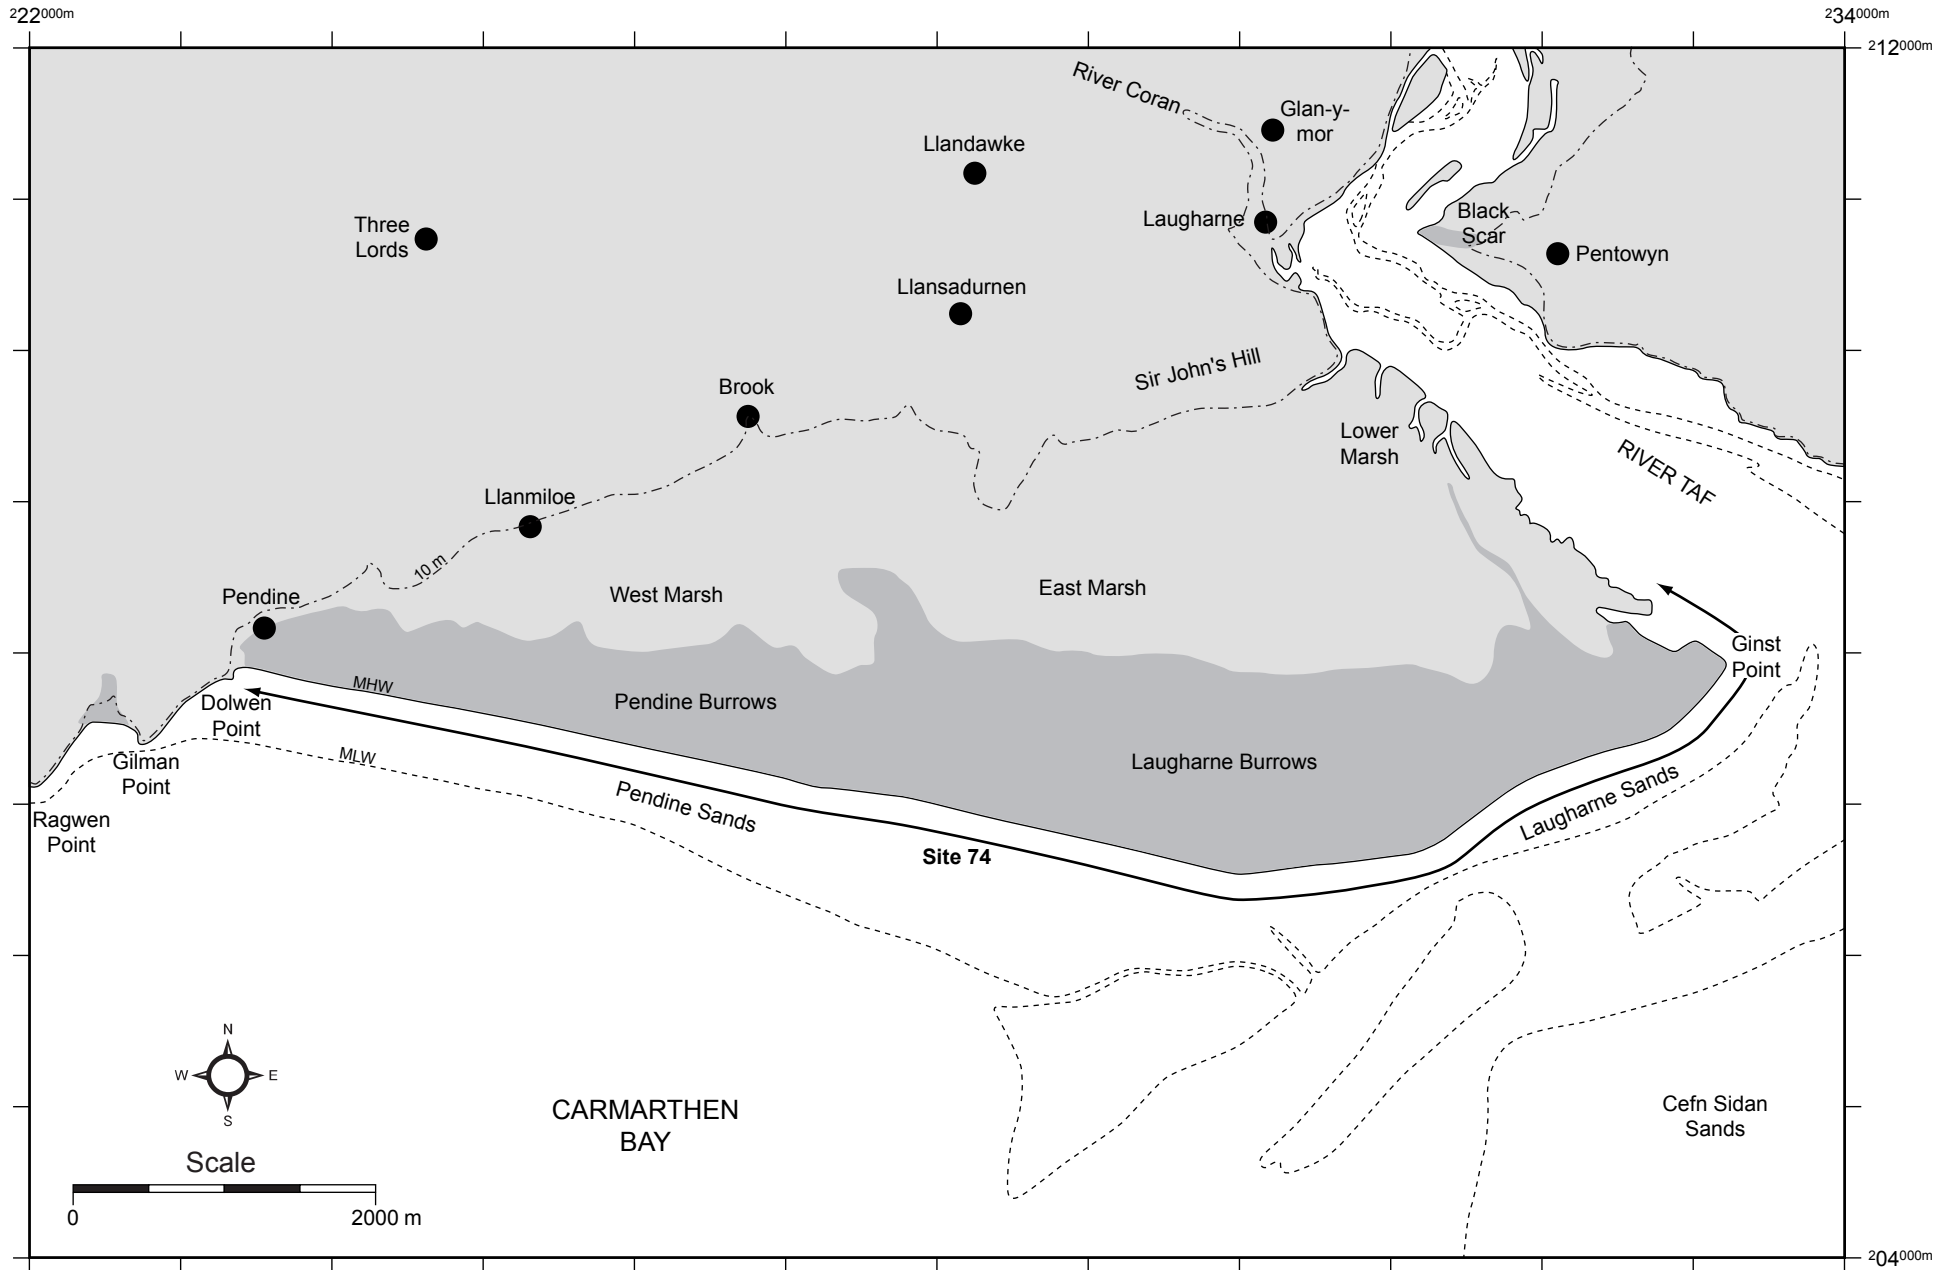 222000m
234000m
212000m
River Coran
Glan-y-
mor
Llandawke
Three
Lords
Laugharne
Black
Scar
Pentowyn
Llansadurnen
Sir John's Hill
Brook
Lower
Marsh
RIVER TAF
Llanmiloe
10 m
Pendine
West Marsh
East Marsh
Ginst
Point
MHW
Dolwen
Point
Pendine Burrows
MLW
Gilman
Point
Laugharne Burrows
Pendine Sands
Laugharne Sands
Ragwen
Point
Site 74
N
W
E
S
CARMARTHEN
BAY
Cefn Sidan
Sands
Scale
0
2000 m
204000m